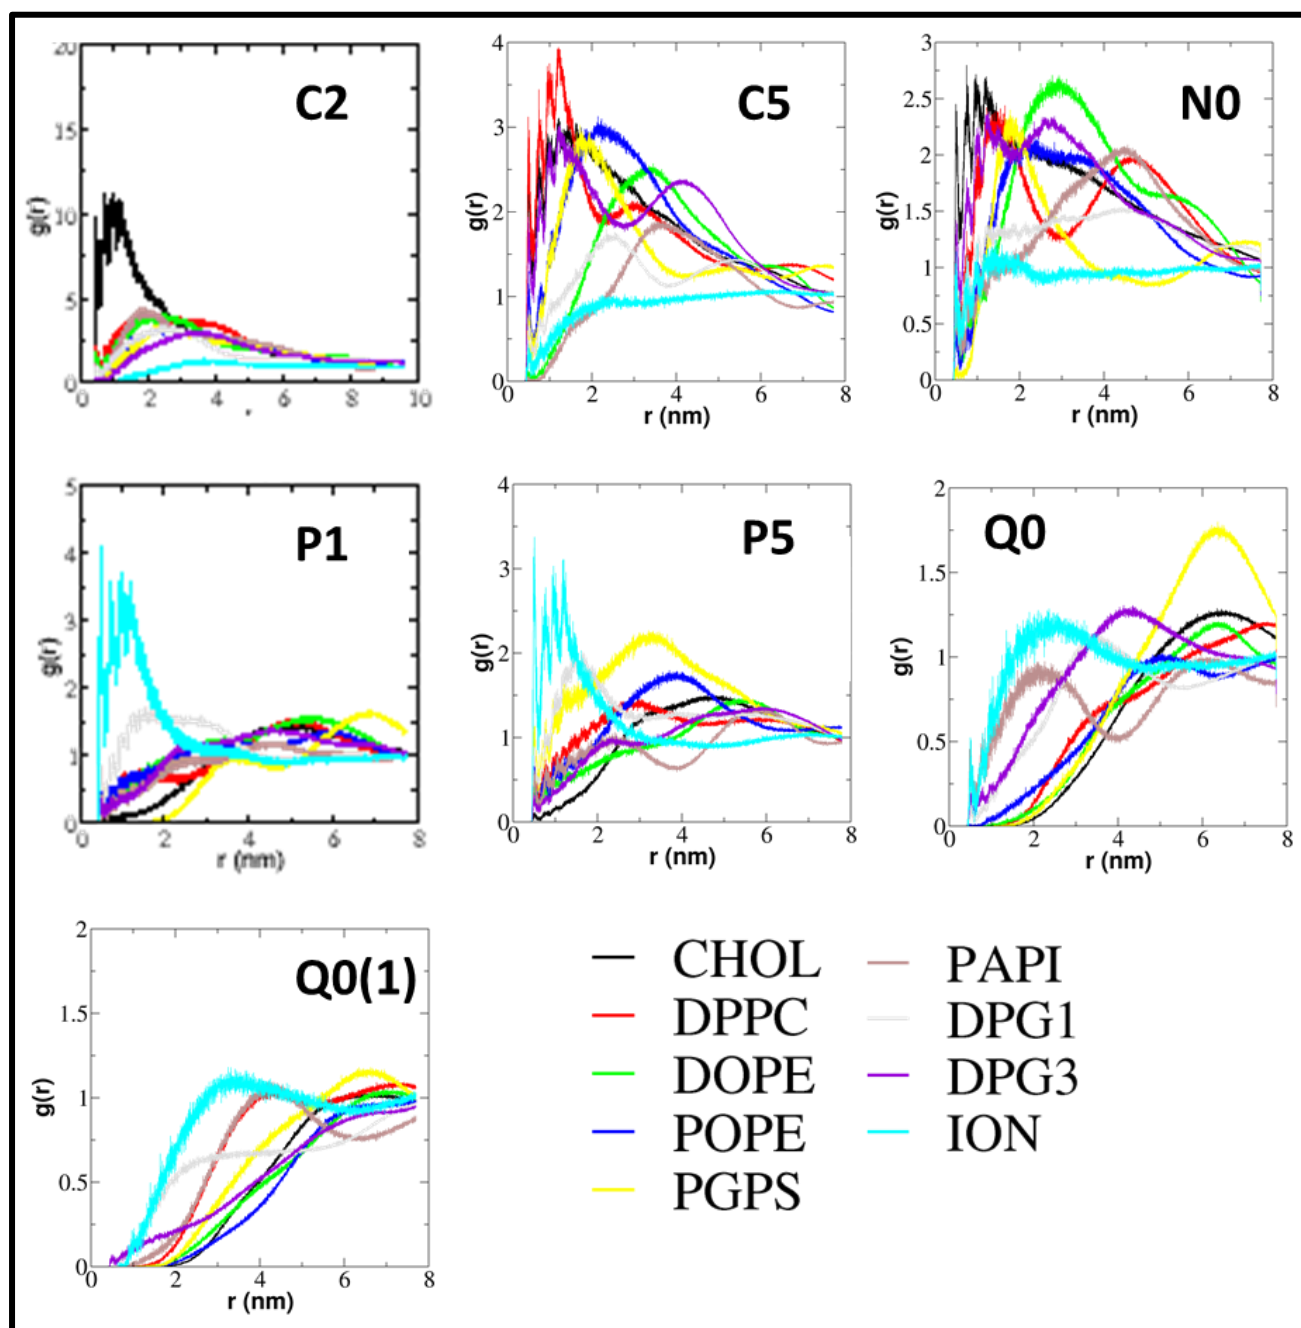 C2
20
15
10
5
0
g(r)
0 2 4 6 8 10
r
C5
4
3
2
1
0
g(r)
0 2 4 6 8
r (nm)
N0
3
2.5
2
1.5
1
0.5
0
g(r)
0 2 4 6 8
r (nm)
P1
5
4
3
2
1
0
g(r)
0 2 4 6 8
r (nm)
P5
4
3
2
1
0
g(r)
0 2 4 6 8
r (nm)
Q0
2
1.5
1
0.5
0
g(r)
0 2 4 6 8
r (nm)
Q0(1)
2
1.5
1
0.5
0
g(r)
0 2 4 6 8
r (nm)
CHOL
DPPC
DOPE
POPE
PGPS
PAPI
DPG1
DPG3
ION